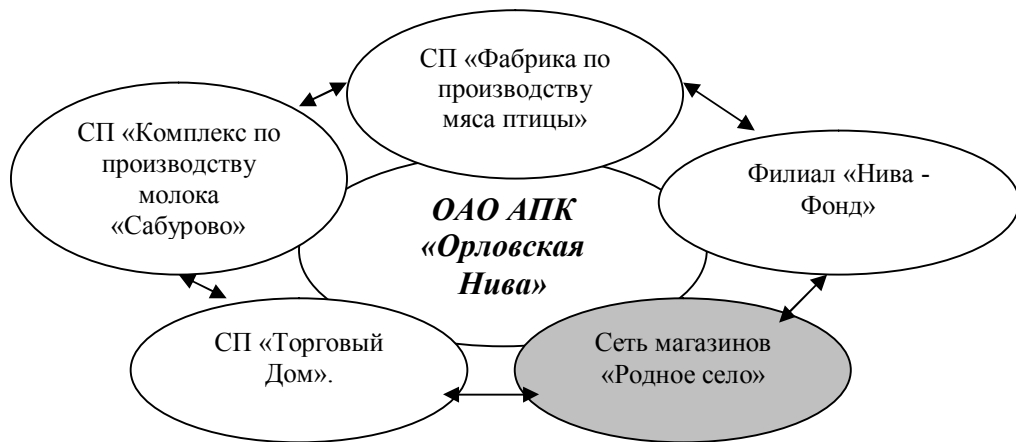 СП «Фабрика по
производству
мяса птицы»
СП «Комплекс по
производству
молока
«Сабурово»
Филиал «Нива -
Фонд»
ОАО АПК
«Орловская
Нива»
СП «Торговый
Дом».
Сеть магазинов
«Родное село»